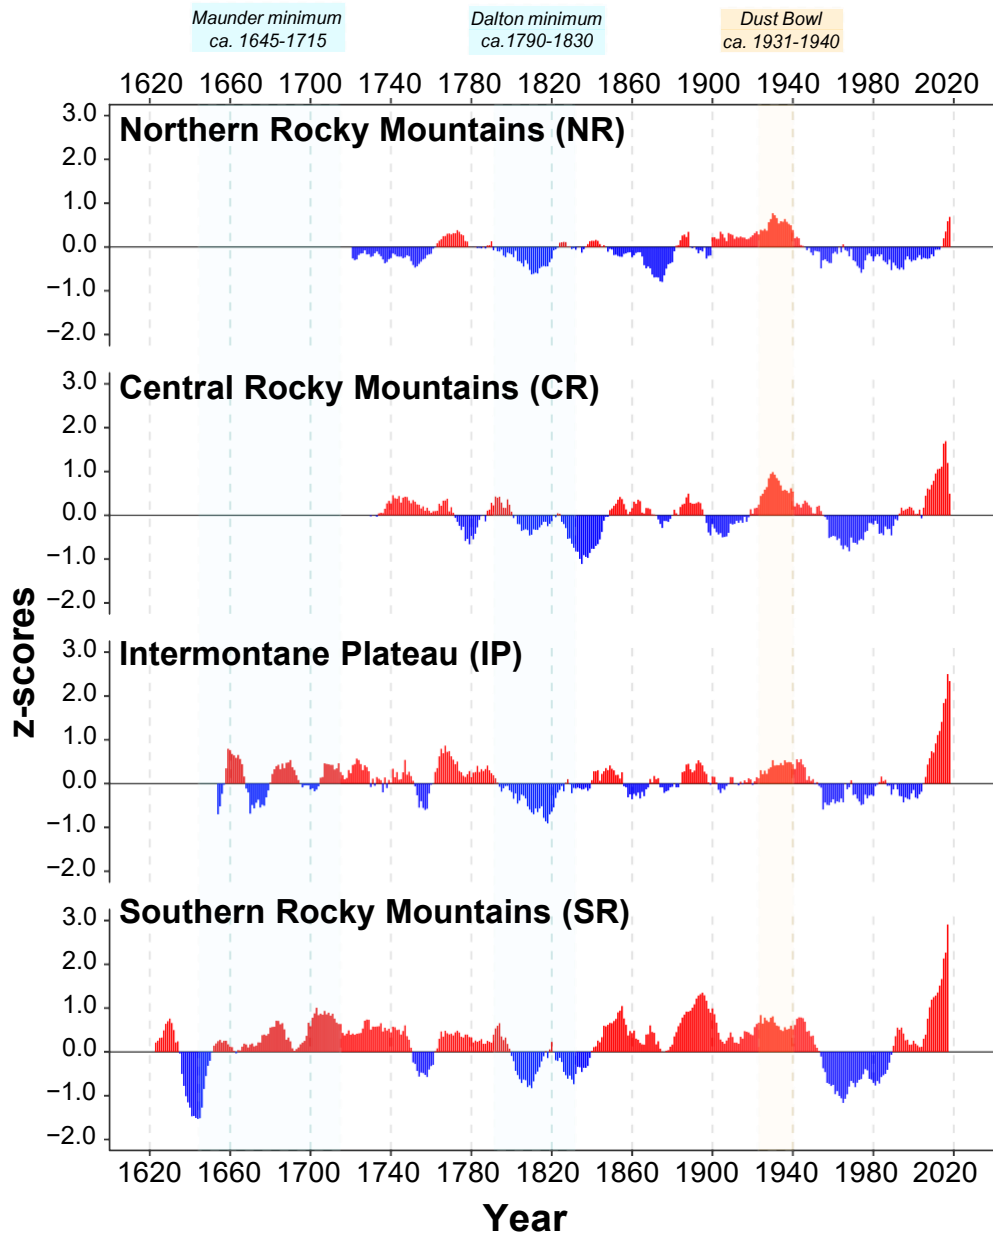 Maunder minimum
ca. 1645-1715
Dalton minimum
ca.1790-1830
Dust Bowl
ca. 1931-1940
1620 1660 1700 1740 1780 1820 1860 1900 1940 1980 2020
Northern Rocky Mountains (NR)
3.0
2.0
1.0
0.0
−1.0
−2.0
Central Rocky Mountains (CR)
3.0
2.0
1.0
0.0
−1.0
−2.0
Intermontane Plateau (IP)
3.0
2.0
1.0
0.0
−1.0
−2.0
Southern Rocky Mountains (SR)
3.0
2.0
1.0
0.0
−1.0
−2.0
z-scores
1620 1660 1700 1740 1780 1820 1860 1900 1940 1980 2020
Year